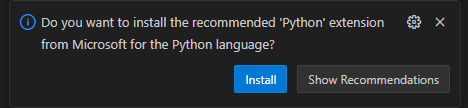 Do you want to install the recommended 'Python' extension
from Microsoft for the Python language?
Install
Show Recommendations